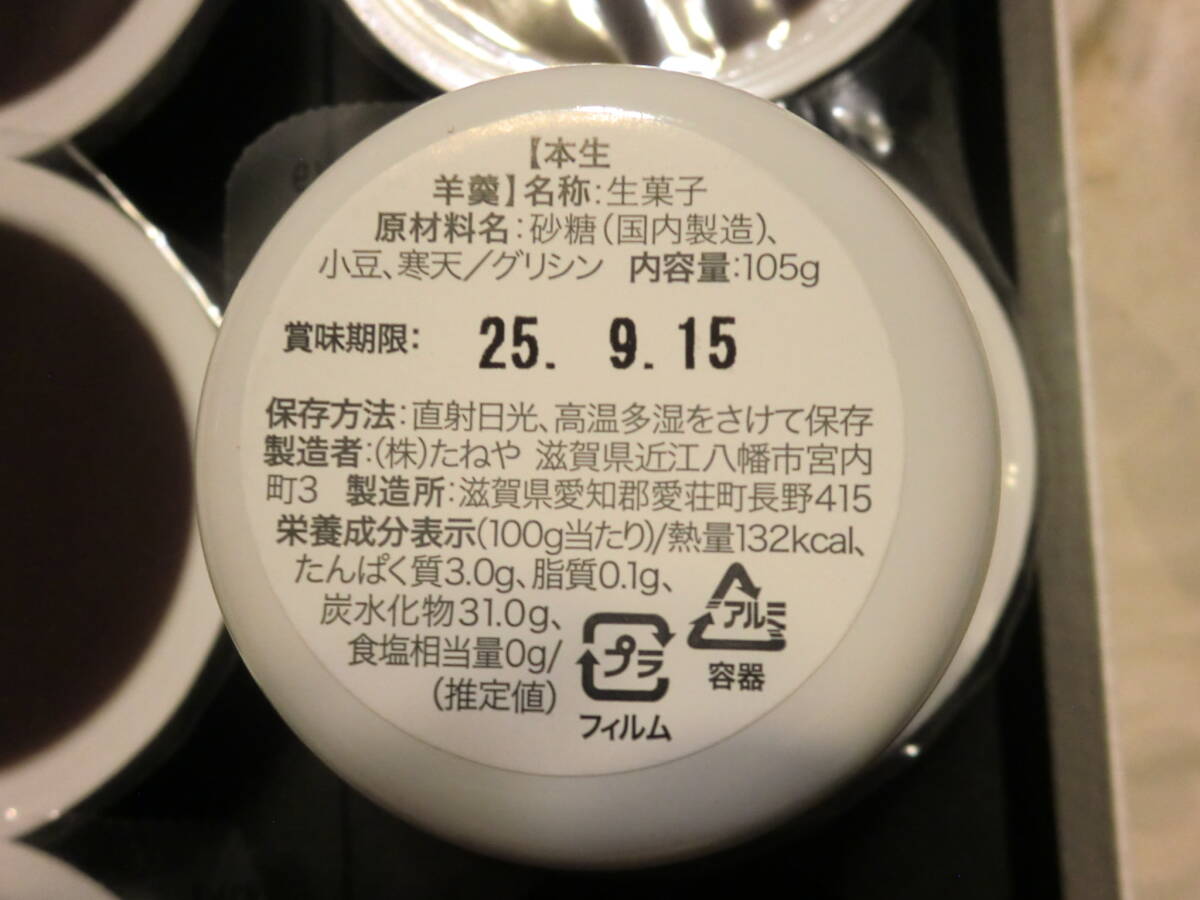 【本生
羊羹】名称：生菓子
原材料名：砂糖（国内製造）、
小豆、寒天／グリシン 内容量：105g
賞味期限： 25. 9. 15
保存方法：直射日光、高温多湿をさけて保存
製造者：(株)たねや 滋賀県近江八幡市宮内
町3 製造所：滋賀県愛知郡愛荘町長野415
栄養成分表示(100g当たり)/熱量132kcal、
たんぱく質3.0g、脂質0.1g、
炭水化物31.0g、
食塩相当量0g/
（推定値）
プラ
フィルム
アルミ
容器